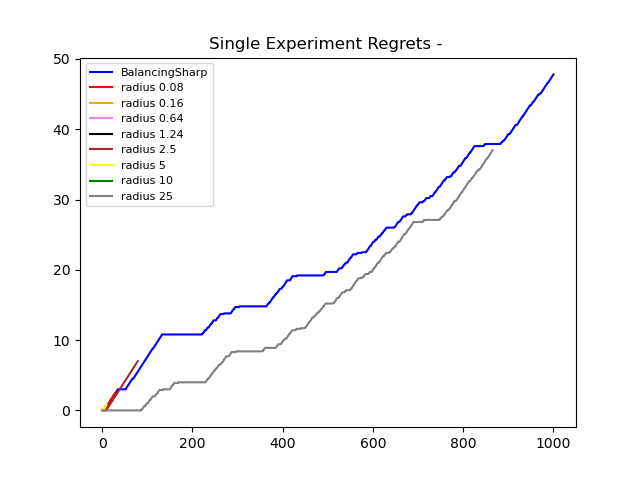 Single Experiment Regrets -
50
40
30
20
10
0
BalancingSharp
radius 0.08
radius 0.16
radius 0.64
radius 1.24
radius 2.5
radius 5
radius 10
radius 25
0 200 400 600 800 1000